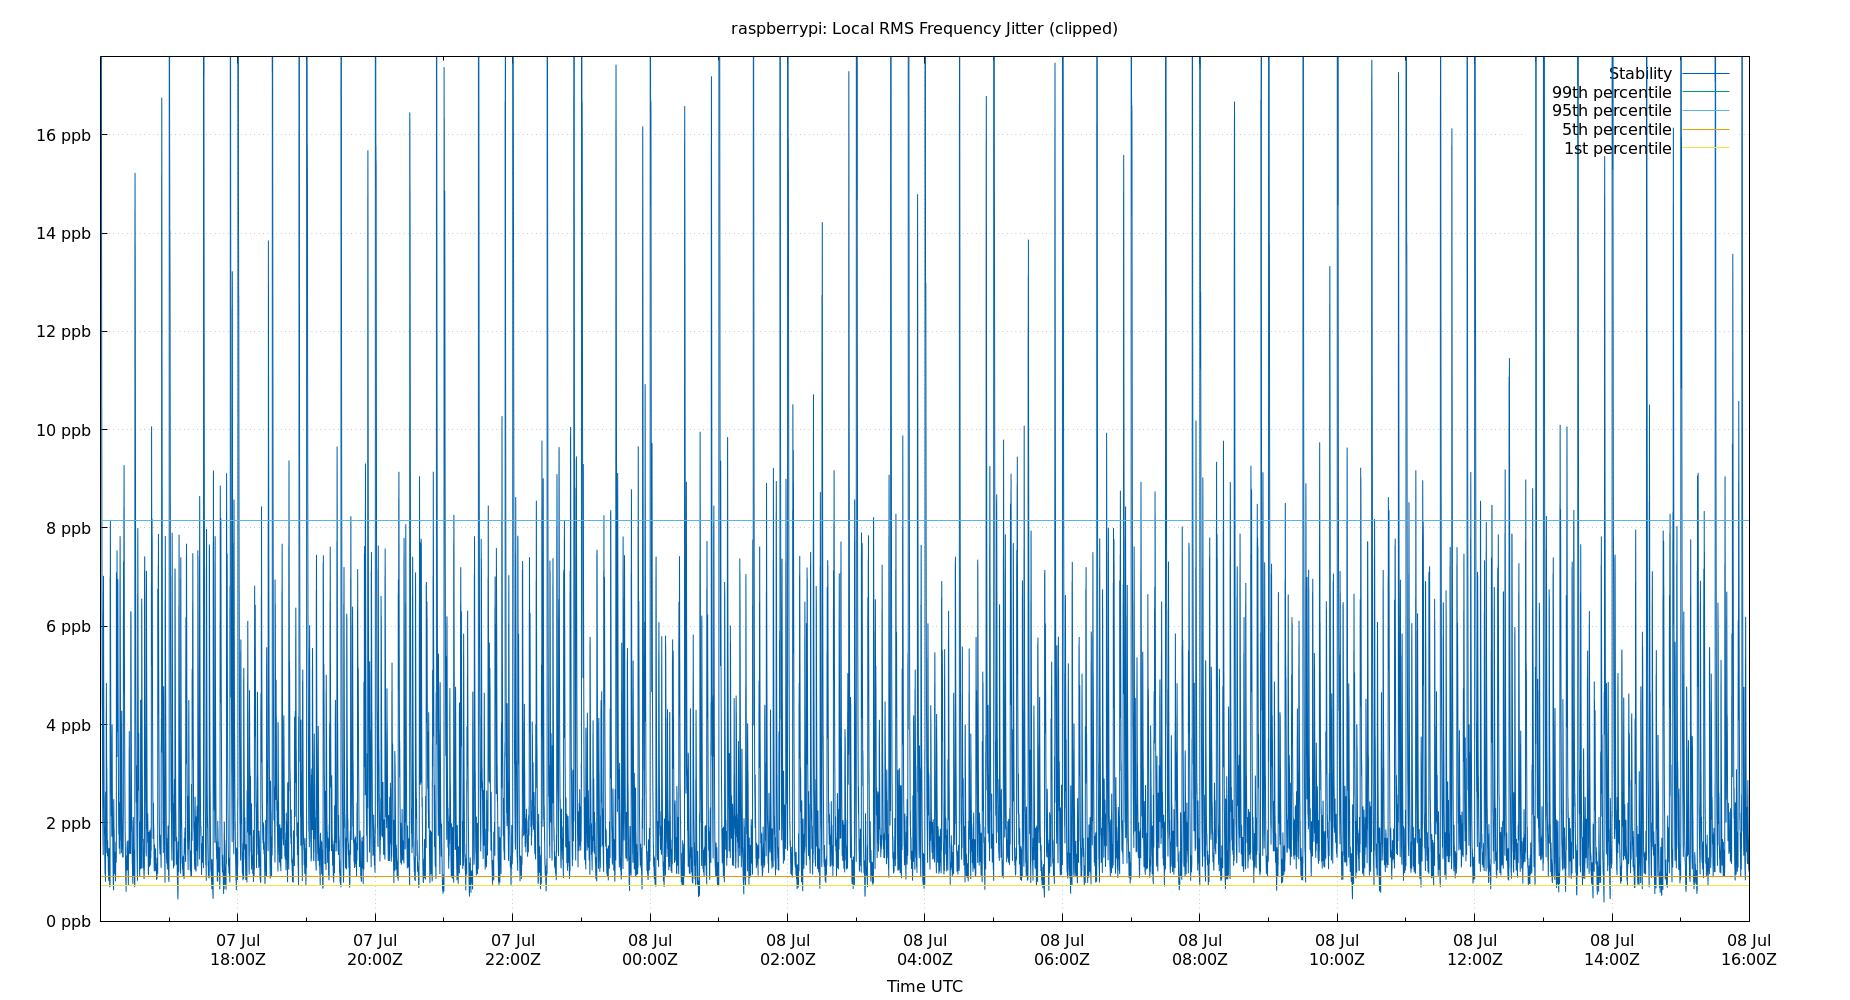 raspberrypi: Local RMS Frequency Jitter (clipped)
Stability
99th percentile
95th percentile
5th percentile
1st percentile
16 ppb
14 ppb
12 ppb
10 ppb
8 ppb
6 ppb
4 ppb
2 ppb
0 ppb
07 Jul 07 Jul 07 Jul 08 Jul 08 Jul 08 Jul 08 Jul 08 Jul 08 Jul 08 Jul 08 Jul 08 Jul
18:00Z 20:00Z 22:00Z 00:00Z 02:00Z 04:00Z 06:00Z 08:00Z 10:00Z 12:00Z 14:00Z 16:00Z
Time UTC